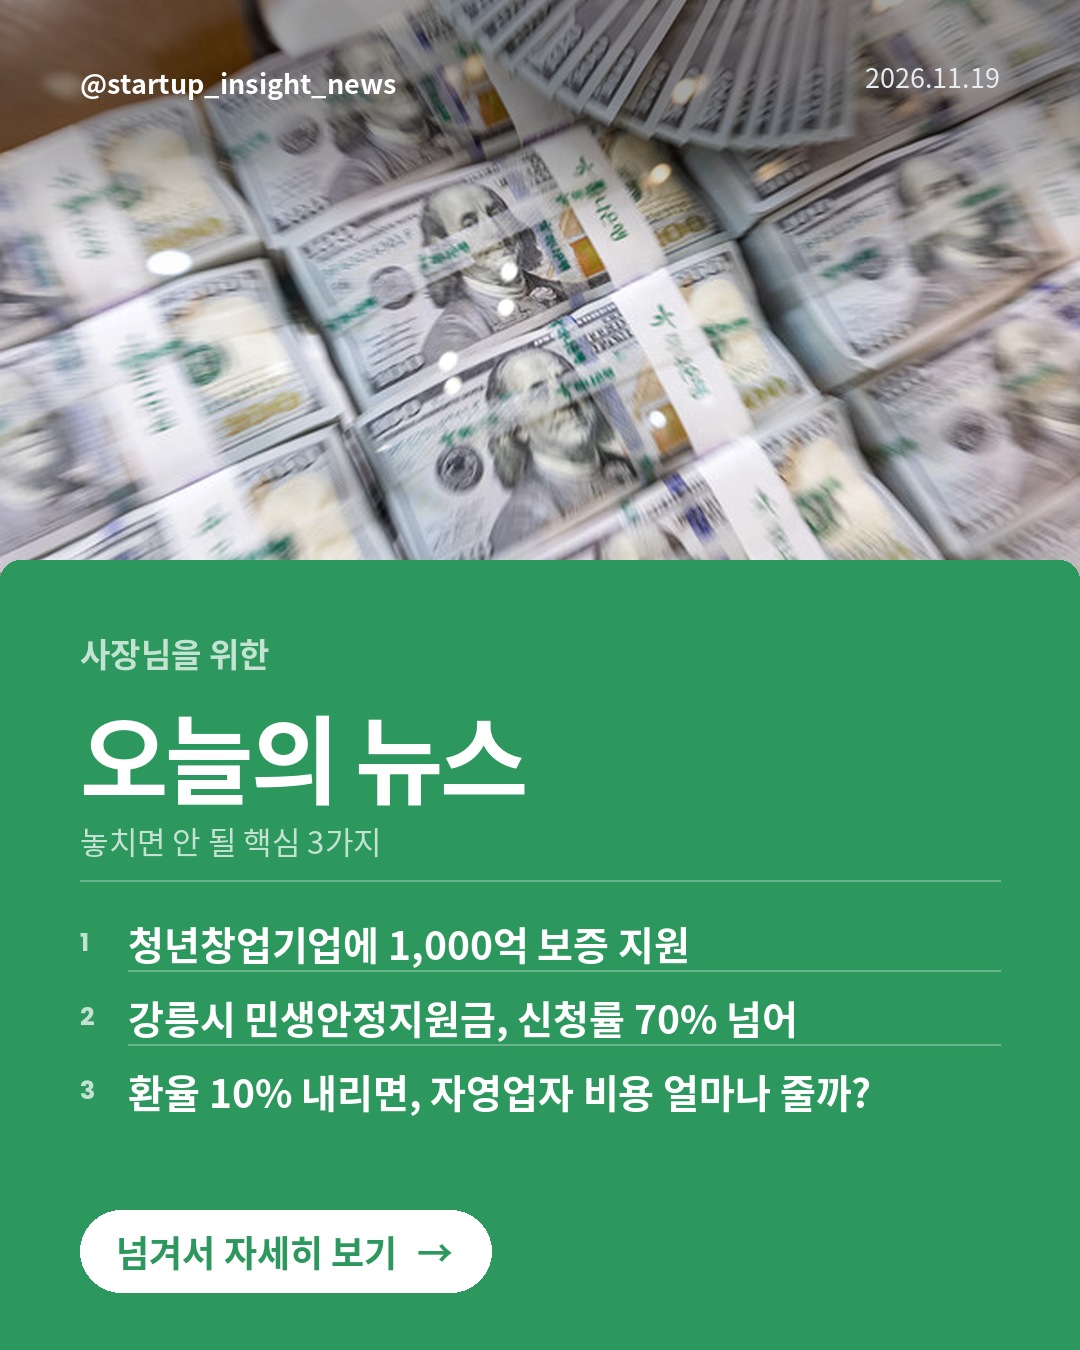 @startup_insight_news
2026.11.19
사장님을 위한
오늘의 뉴스
놓치면 안 될 핵심 3가지
1 청년창업기업에 1,000억 보증 지원
2 강릉시 민생안정지원금, 신청률 70% 넘어
3 환율 10% 내리면, 자영업자 비용 얼마나 줄까?
넘겨서 자세히 보기 →